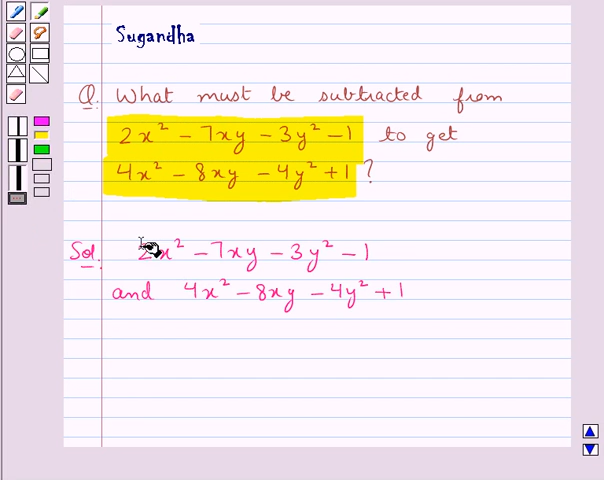 Sugandha
Q. What must be subtracted from
2x² - 7xy - 3y² - 1 to get
4x² - 8xy - 4y² + 1 ?
Sol. 2x² - 7xy - 3y² - 1
and 4x² - 8xy - 4y² + 1